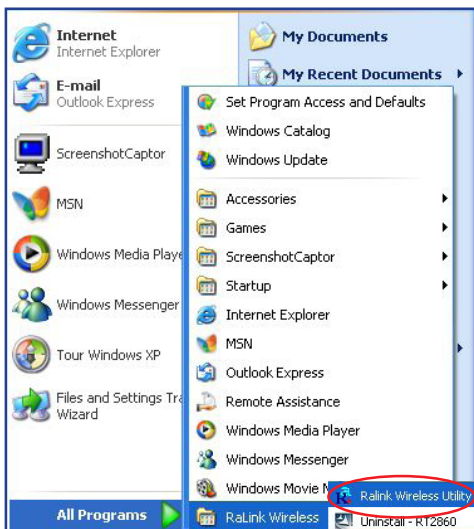 Internet
Internet Explorer
E-mail
Outlook Express
ScreenshotCaptor
MSN
Windows Media Playe
Windows Messenger
Tour Windows XP
Files and Settings Tra
Wizard
All Programs
My Documents
My Recent Documents
Set Program Access and Defaults
Windows Catalog
Windows Update
Accessories
Games
ScreenshotCaptor
Startup
Internet Explorer
MSN
Outlook Express
Remote Assistance
Windows Media Player
Windows Messenger
Windows Movie M
RaLink Wireless
Ralink Wireless Utility
Uninstall - RT2860